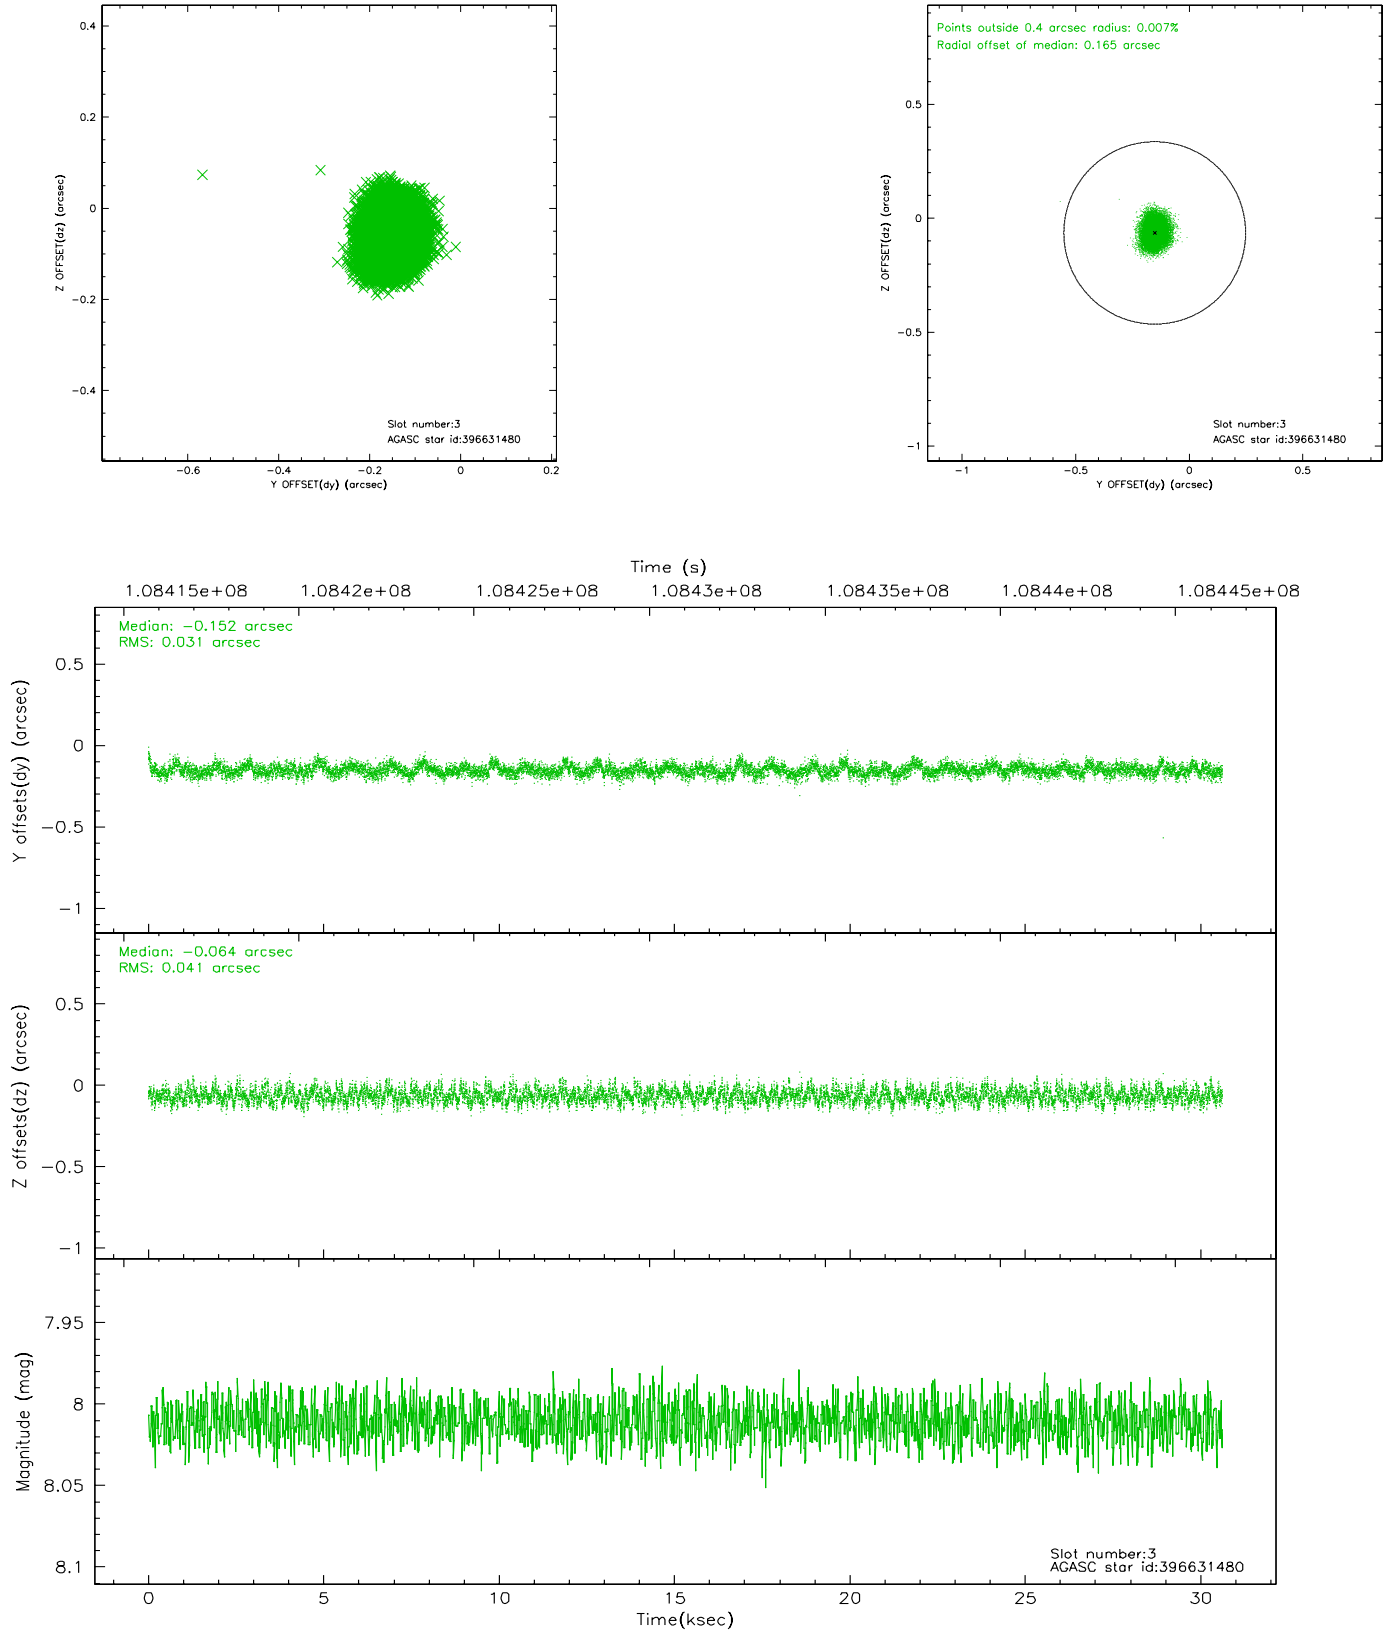 0.4
0.2
0
−0.2
−0.4
Z OFFSET(dz) (arcsec)
Slot number:3
AGASC star id:396631480
−0.6 −0.4 −0.2 0 0.2
Y OFFSET(dy) (arcsec)
Points outside 0.4 arcsec radius: 0.007%
Radial offset of median: 0.165 arcsec
0.5
0
−0.5
−1
Z OFFSET(dz) (arcsec)
Slot number:3
AGASC star id:396631480
−1 −0.5 0 0.5
Y OFFSET(dy) (arcsec)
Time (s)
1.08415e+08 1.0842e+08 1.08425e+08 1.0843e+08 1.08435e+08 1.0844e+08 1.08445e+08
Median: −0.152 arcsec
RMS: 0.031 arcsec
0.5
0
−0.5
−1
Y offsets(dy) (arcsec)
Median: −0.064 arcsec
RMS: 0.041 arcsec
0.5
0
−0.5
−1
Z offsets(dz) (arcsec)
7.95
8
8.05
8.1
Magnitude (mag)
Slot number:3
AGASC star id:396631480
0 5 10 15 20 25 30
Time(ksec)